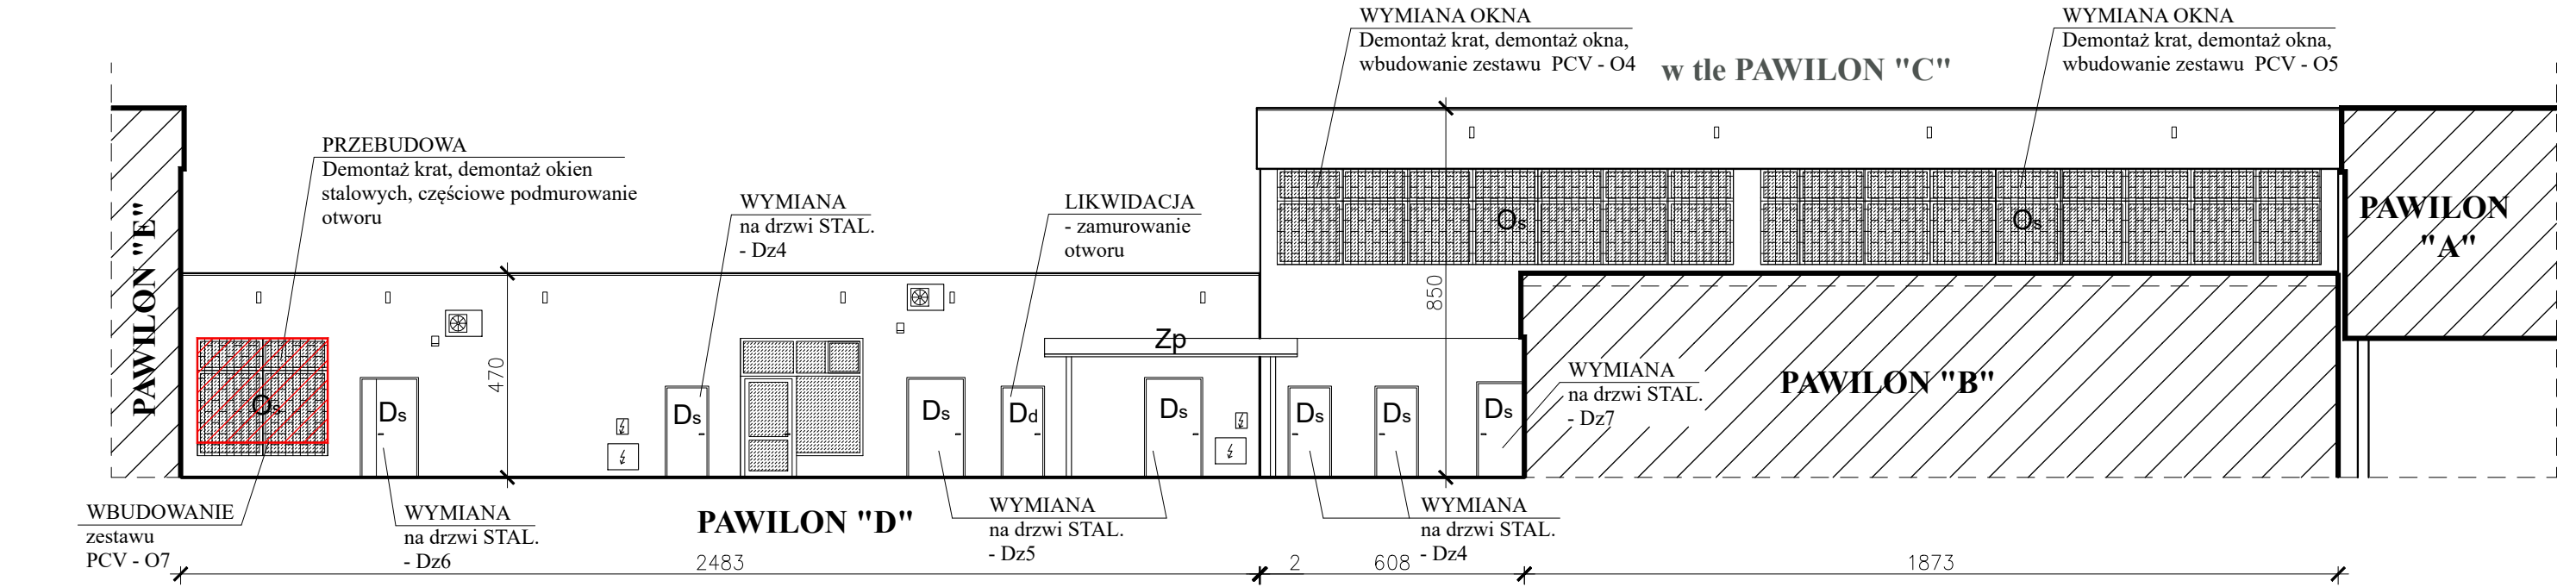 WYMIANA OKNA
Demontaż krat, demontaż okna,
wbudowanie zestawu PCV - O4
w tle PAWILON "C"
WYMIANA OKNA
Demontaż krat, demontaż okna,
wbudowanie zestawu PCV - O5
PRZEBUDOWA
Demontaż krat, demontaż okien
stalowych, częściowe podmurowanie
otworu
WYMIANA
na drzwi STAL.
- Dz4
LIKWIDACJA
- zamurowanie
otworu
PAWILON "E"
Os
Os
PAWILON
"A"
470
850
Zp
WYMIANA
na drzwi STAL.
- Dz7
PAWILON "B"
Os
Ds
Ds
Ds
Dd
Ds
Ds
Ds
Ds
WBUDOWANIE
zestawu
PCV - O7
WYMIANA
na drzwi STAL.
- Dz6
PAWILON "D"
WYMIANA
na drzwi STAL.
- Dz5
WYMIANA
na drzwi STAL.
- Dz4
2483
2
608
1873